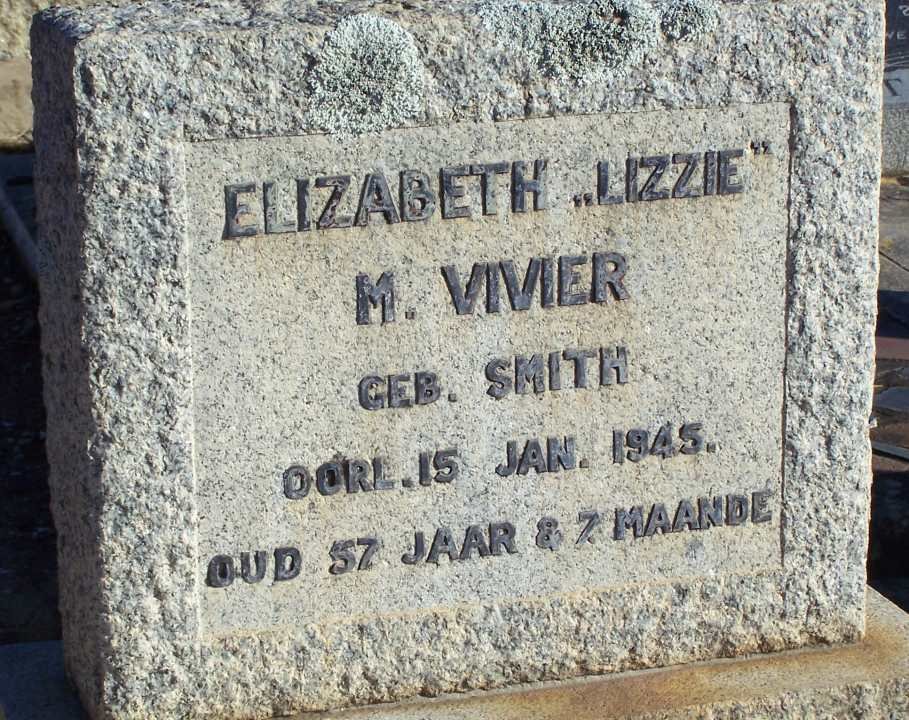 ELIZABETH „LIZZIE"
M. VIVIER
GEB. SMITH
OORL. 15 JAN. 1945.
OUD 57 JAAR & 7 MAANDE